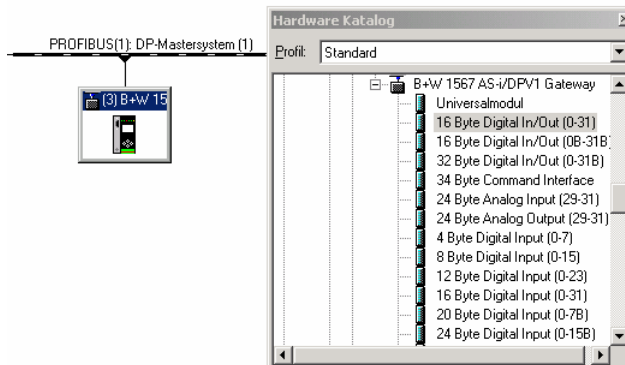 PROFIBUS(1): DP-Mastersystem (1)
(3) B+W 15
Hardware Katalog
Profil: Standard
B+W 1567 AS-i/DPV1 Gateway
Universalmodul
16 Byte Digital In/Out (0-31)
16 Byte Digital In/Out (0B-31B)
32 Byte Digital In/Out (0-31B)
34 Byte Command Interface
24 Byte Analog Input (29-31)
24 Byte Analog Output (29-31)
4 Byte Digital Input (0-7)
8 Byte Digital Input (0-15)
12 Byte Digital Input (0-23)
16 Byte Digital Input (0-31)
20 Byte Digital Input (0-7B)
24 Byte Digital Input (0-15B)